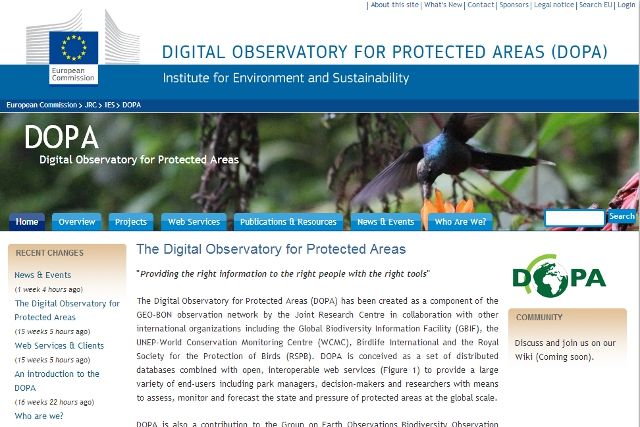 | About this site | What's New | Contact | Sponsors | Legal notice | Search EU | Login
European
Commission
DIGITAL OBSERVATORY FOR PROTECTED AREAS (DOPA)
Institute for Environment and Sustainability
European Commission > JRC > IES > DOPA
DOPA
Digital Observatory for Protected Areas
Home Overview Projects Web Services Publications & Resources News & Events Who Are We? Search
RECENT CHANGES
News & Events
(1 week 4 hours ago)
The Digital Observatory for
Protected Areas
(15 weeks 5 hours ago)
Web Services & Clients
(15 weeks 5 hours ago)
An introduction to the
DOPA
(16 weeks 22 hours ago)
Who are we?
The Digital Observatory for Protected Areas
"Providing the right information to the right people with the right tools"
The Digital Observatory for Protected Areas (DOPA) has been created as a component of the
GEO-BON observation network by the Joint Research Centre in collaboration with other
international organizations including the Global Biodiversity Information Facility (GBIF), the
UNEP-World Conservation Monitoring Centre (WCMC), Birdlife International and the Royal
Society for the Protection of Birds (RSPB). DOPA is conceived as a set of distributed
databases combined with open, interoperable web services (Figure 1) to provide a large
variety of end-users including park managers, decision-makers and researchers with means
to assess, monitor and forecast the state and pressure of protected areas at the global scale.
DOPA is also a contribution to the Group on Earth Observations Biodiversity Observation
DOPA
COMMUNITY
Discuss and join us on our
Wiki (Coming soon).